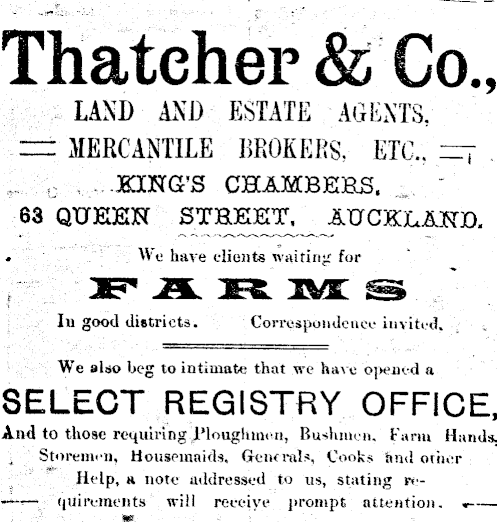 Thatcher & Co.,
LAND AND ESTATE AGENTS,
MERCANTILE BROKERS, ETC.,
KING'S CHAMBERS,
63 QUEEN STREET, AUCKLAND.
We have clients waiting for
FARMS
In good districts. Correspondence invited.
We also beg to intimate that we have opened a
SELECT REGISTRY OFFICE,
And to those requiring Ploughmen, Bushmen, Farm Hands,
Storemen, Housemaids, Generals, Cooks and other
Help, a note addressed to us, stating re-
quirements will receive prompt attention.